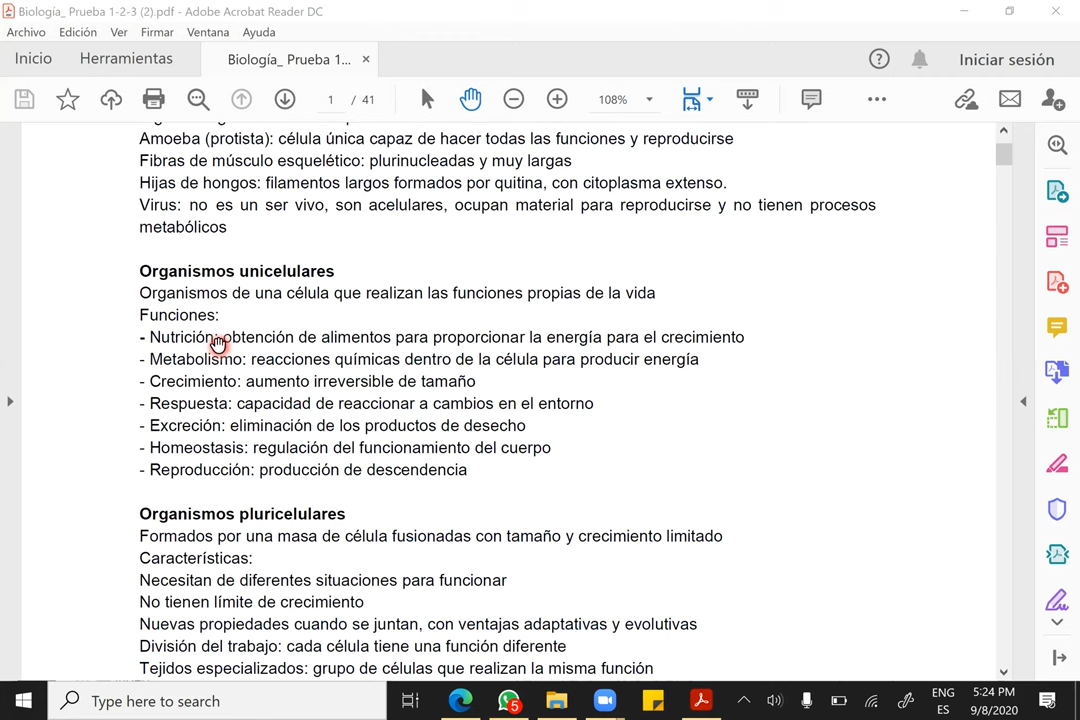 Biología_ Prueba 1-2-3 (2).pdf - Adobe Acrobat Reader DC
Archivo Edición Ver Firmar Ventana Ayuda
Inicio Herramientas Biología_ Prueba 1... × Iniciar sesión
1 / 41 108%
Amoeba (protista): célula única capaz de hacer todas las funciones y reproducirse
Fibras de músculo esquelético: plurinucleadas y muy largas
Hijas de hongos: filamentos largos formados por quitina, con citoplasma extenso.
Virus: no es un ser vivo, son acelulares, ocupan material para reproducirse y no tienen procesos
metabólicos
Organismos unicelulares
Organismos de una célula que realizan las funciones propias de la vida
Funciones:
- Nutrición: obtención de alimentos para proporcionar la energía para el crecimiento
- Metabolismo: reacciones químicas dentro de la célula para producir energía
- Crecimiento: aumento irreversible de tamaño
- Respuesta: capacidad de reaccionar a cambios en el entorno
- Excreción: eliminación de los productos de desecho
- Homeostasis: regulación del funcionamiento del cuerpo
- Reproducción: producción de descendencia
Organismos pluricelulares
Formados por una masa de célula fusionadas con tamaño y crecimiento limitado
Características:
Necesitan de diferentes situaciones para funcionar
No tienen límite de crecimiento
Nuevas propiedades cuando se juntan, con ventajas adaptativas y evolutivas
División del trabajo: cada célula tiene una función diferente
Tejidos especializados: grupo de células que realizan la misma función
Type here to search
5
ENG
ES
5:24 PM
9/8/2020